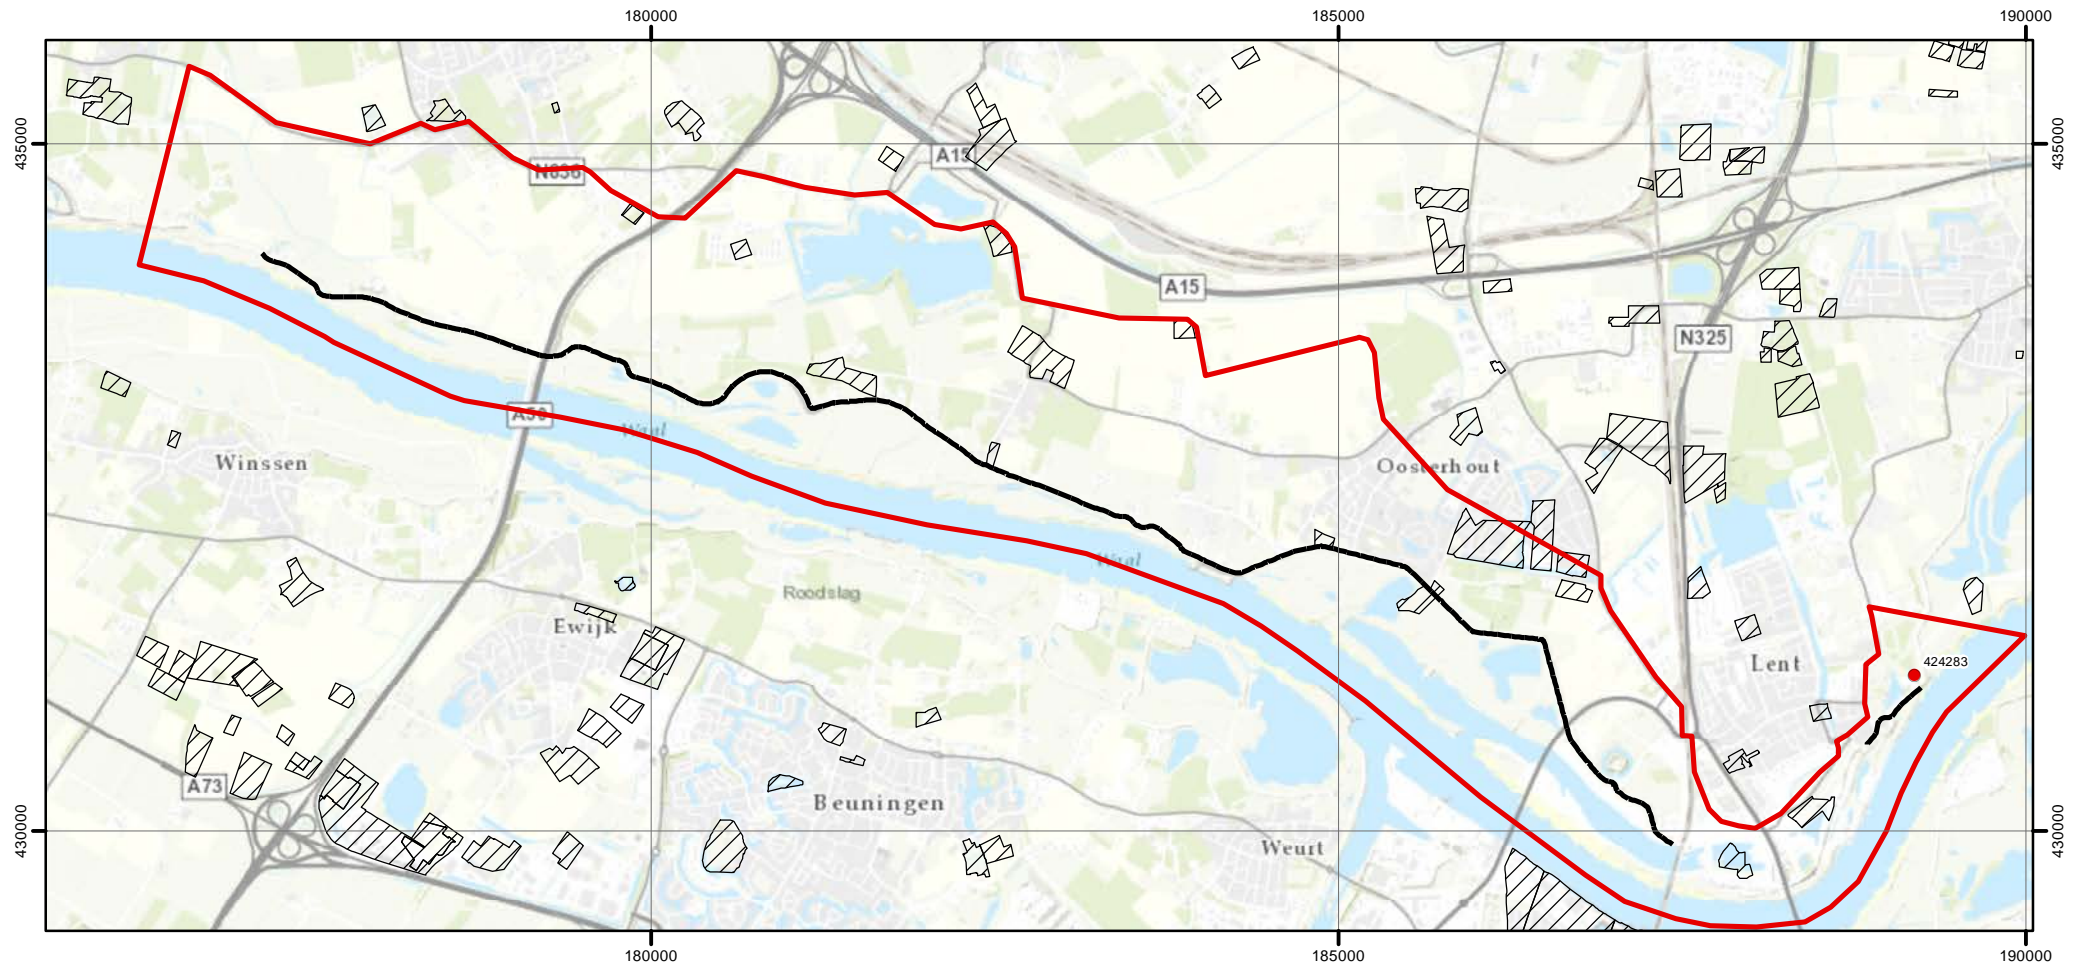 180000
185000
190000
435000
435000
A15
N836
A15
N325
A50
Waal
Winssen
Oosterhout
Waal
Roodslag
Ewijk
Lent
424283
A73
Beuningen
430000
430000
Weurt
180000
185000
190000